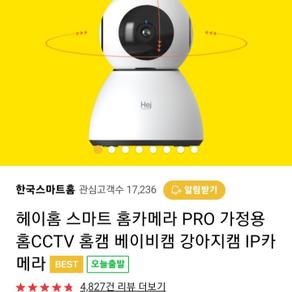 Hej
한국스마트홈 관심고객수 17,236 알림받기
헤이홈 스마트 홈카메라 PRO 가정용
홈CCTV 홈캠 베이비캠 강아지캠 IP카
메라 BEST 오늘출발
4,827건 리뷰 더보기